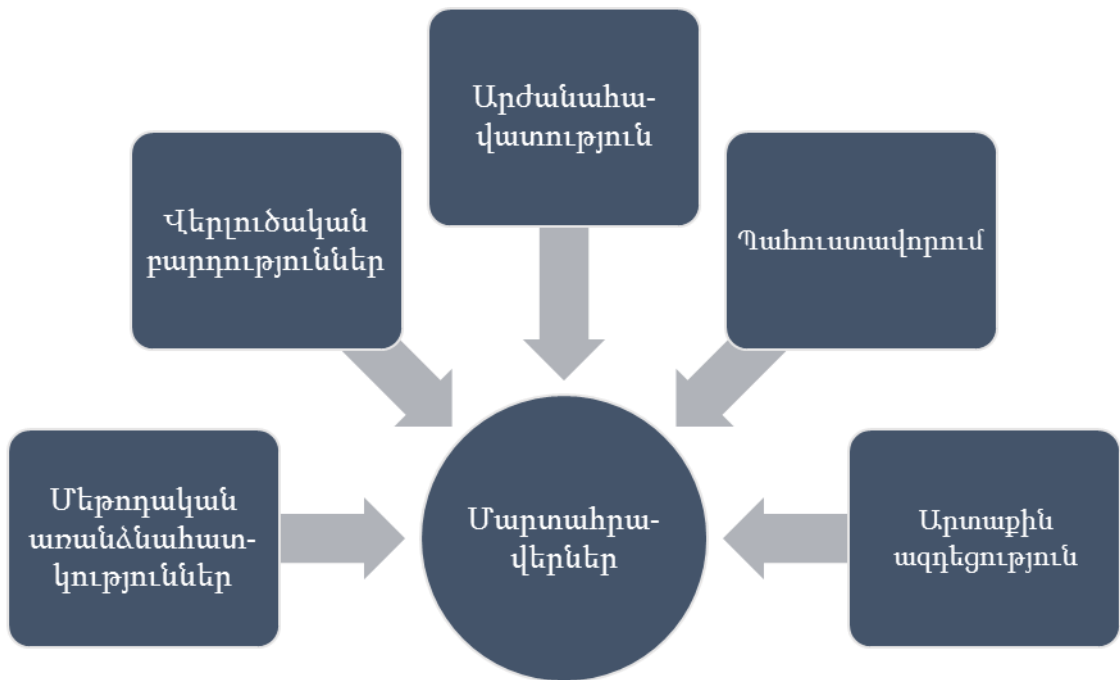 Արժանահա-
վատություն
Վերլուծական
բարդություններ
Պահուստավորում
Մեթոդական
առանձնահատ-
կություններ
Մարտահրա-
վերներ
Արտաքին
ազդեցություն